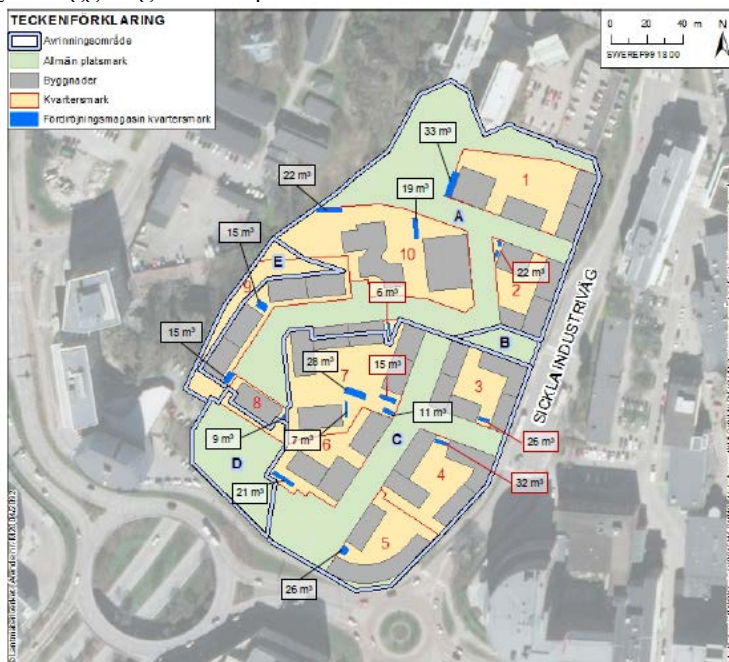 TECKENFÖRKLARING
Avrinningsområde
Allmän platsmark
Byggnader
Kvartersmark
Fördröjningsmagasin kvartersmark
0 20 40 m
SWEREF99 18 00
N
33 m³
1
22 m³
19 m³
A
10
15 m³
E
22 m³
2
9
6 m³
B
SICKLA INDUSTRIVÄG
15 m³
28 m³
7
15 m³
3
8
11 m³
9 m³
7 m³
6
C
26 m³
D
4
32 m³
21 m³
5
26 m³